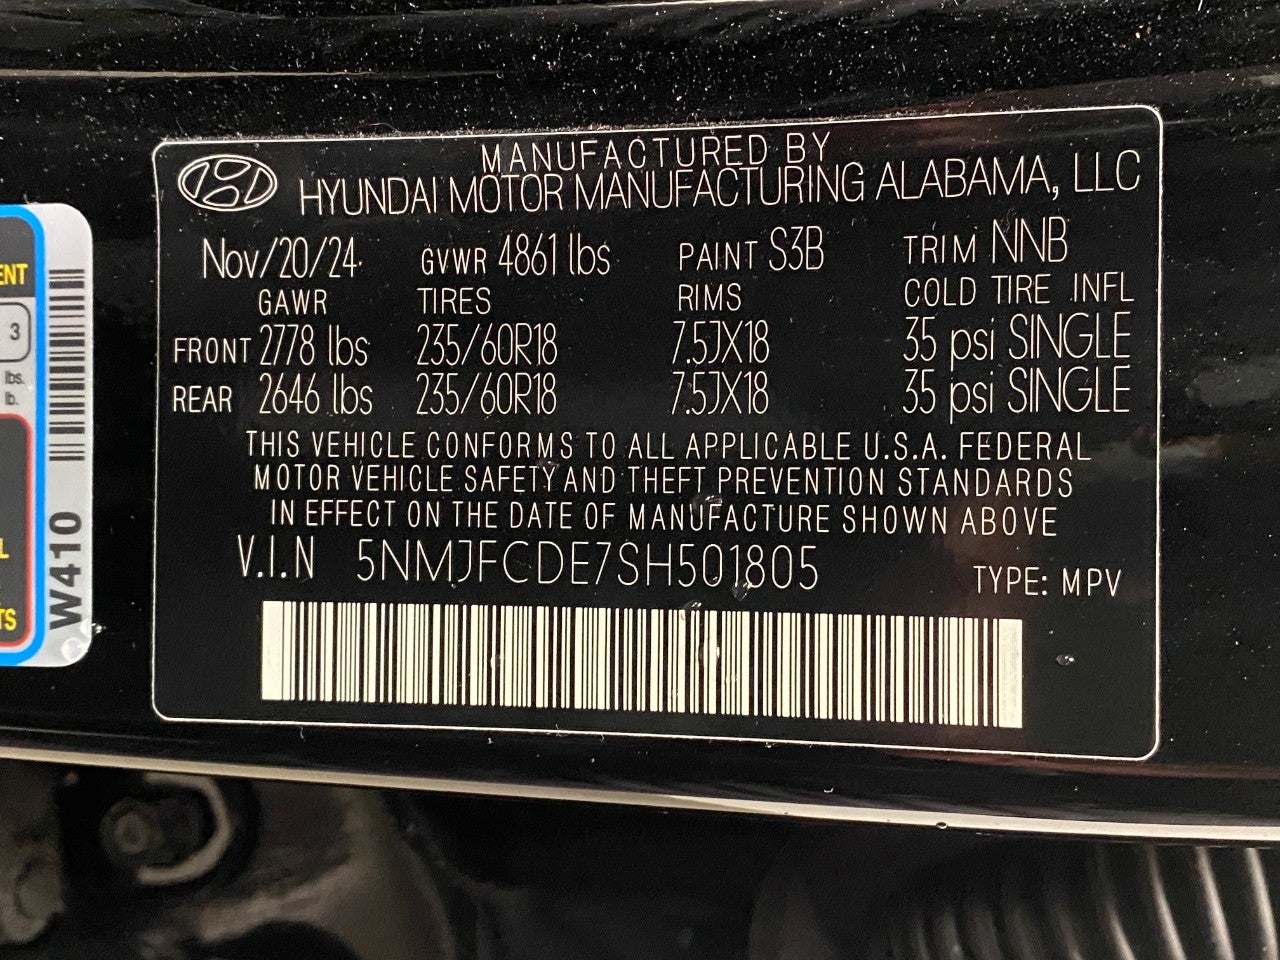 MANUFACTURED BY
HYUNDAI MOTOR MANUFACTURING ALABAMA, LLC
Nov/20/24 GVWR 4861 lbs PAINT S3B TRIM NNB
GAWR TIRES RIMS COLD TIRE INFL
FRONT 2778 lbs 235/60R18 7.5JX18 35 psi SINGLE
REAR 2646 lbs 235/60R18 7.5JX18 35 psi SINGLE
THIS VEHICLE CONFORMS TO ALL APPLICABLE U.S.A. FEDERAL
MOTOR VEHICLE SAFETY AND THEFT PREVENTION STANDARDS
IN EFFECT ON THE DATE OF MANUFACTURE SHOWN ABOVE
V.I.N 5NMJFCDE7SH501805 TYPE: MPV
3
lbs.
lb.
W410